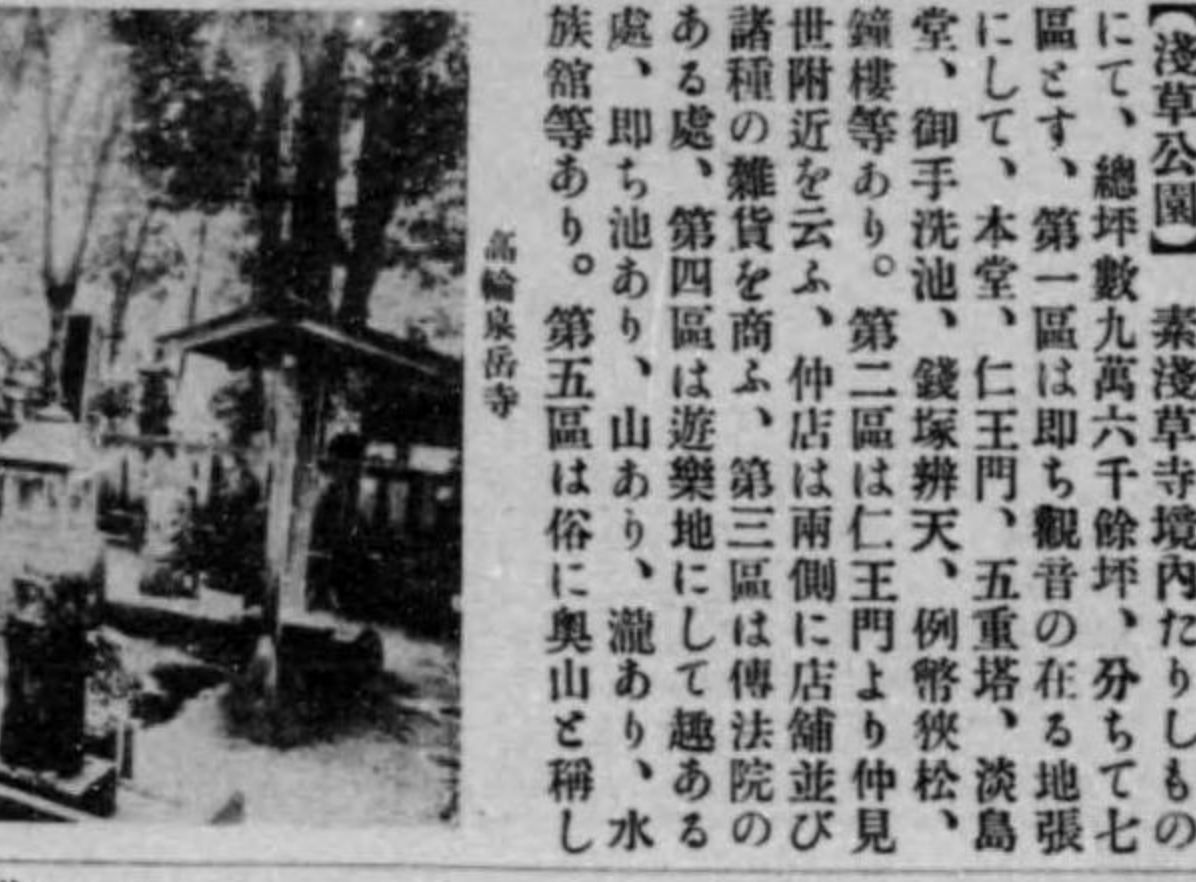 【淺草公園】 素淺草寺境內たりしもの
にて、總坪數九萬六千餘坪、分ちて七
區とす、第一區は即ち觀音の在る地張
にして、本堂、仁王門、五重塔、淡島
堂、御手洗池、錢塚辨天、例幣狹松、
鐘樓等あり。第二區は仁王門より仲見
世附近を云ふ、仲店は兩側に店舖並び
諸種の雜貨を商ふ、第三區は傳法院の
ある處、第四區は遊樂地にして趣ある
處、即ち池あり、山あり、瀧あり、水
族舘等あり。第五區は俗に奧山と稱し
高輪泉岳寺